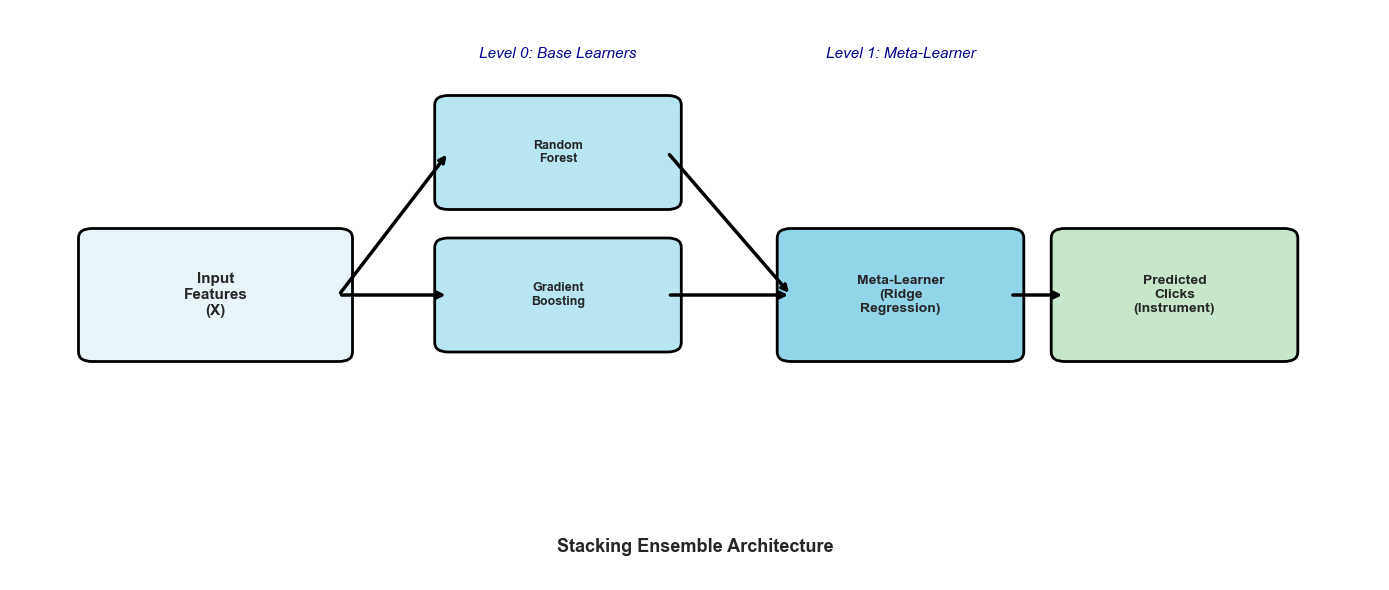 Level 0: Base Learners
Level 1: Meta-Learner
Random
Forest
Input
Features
(X)
Gradient
Boosting
Meta-Learner
(Ridge
Regression)
Predicted
Clicks
(Instrument)
Stacking Ensemble Architecture